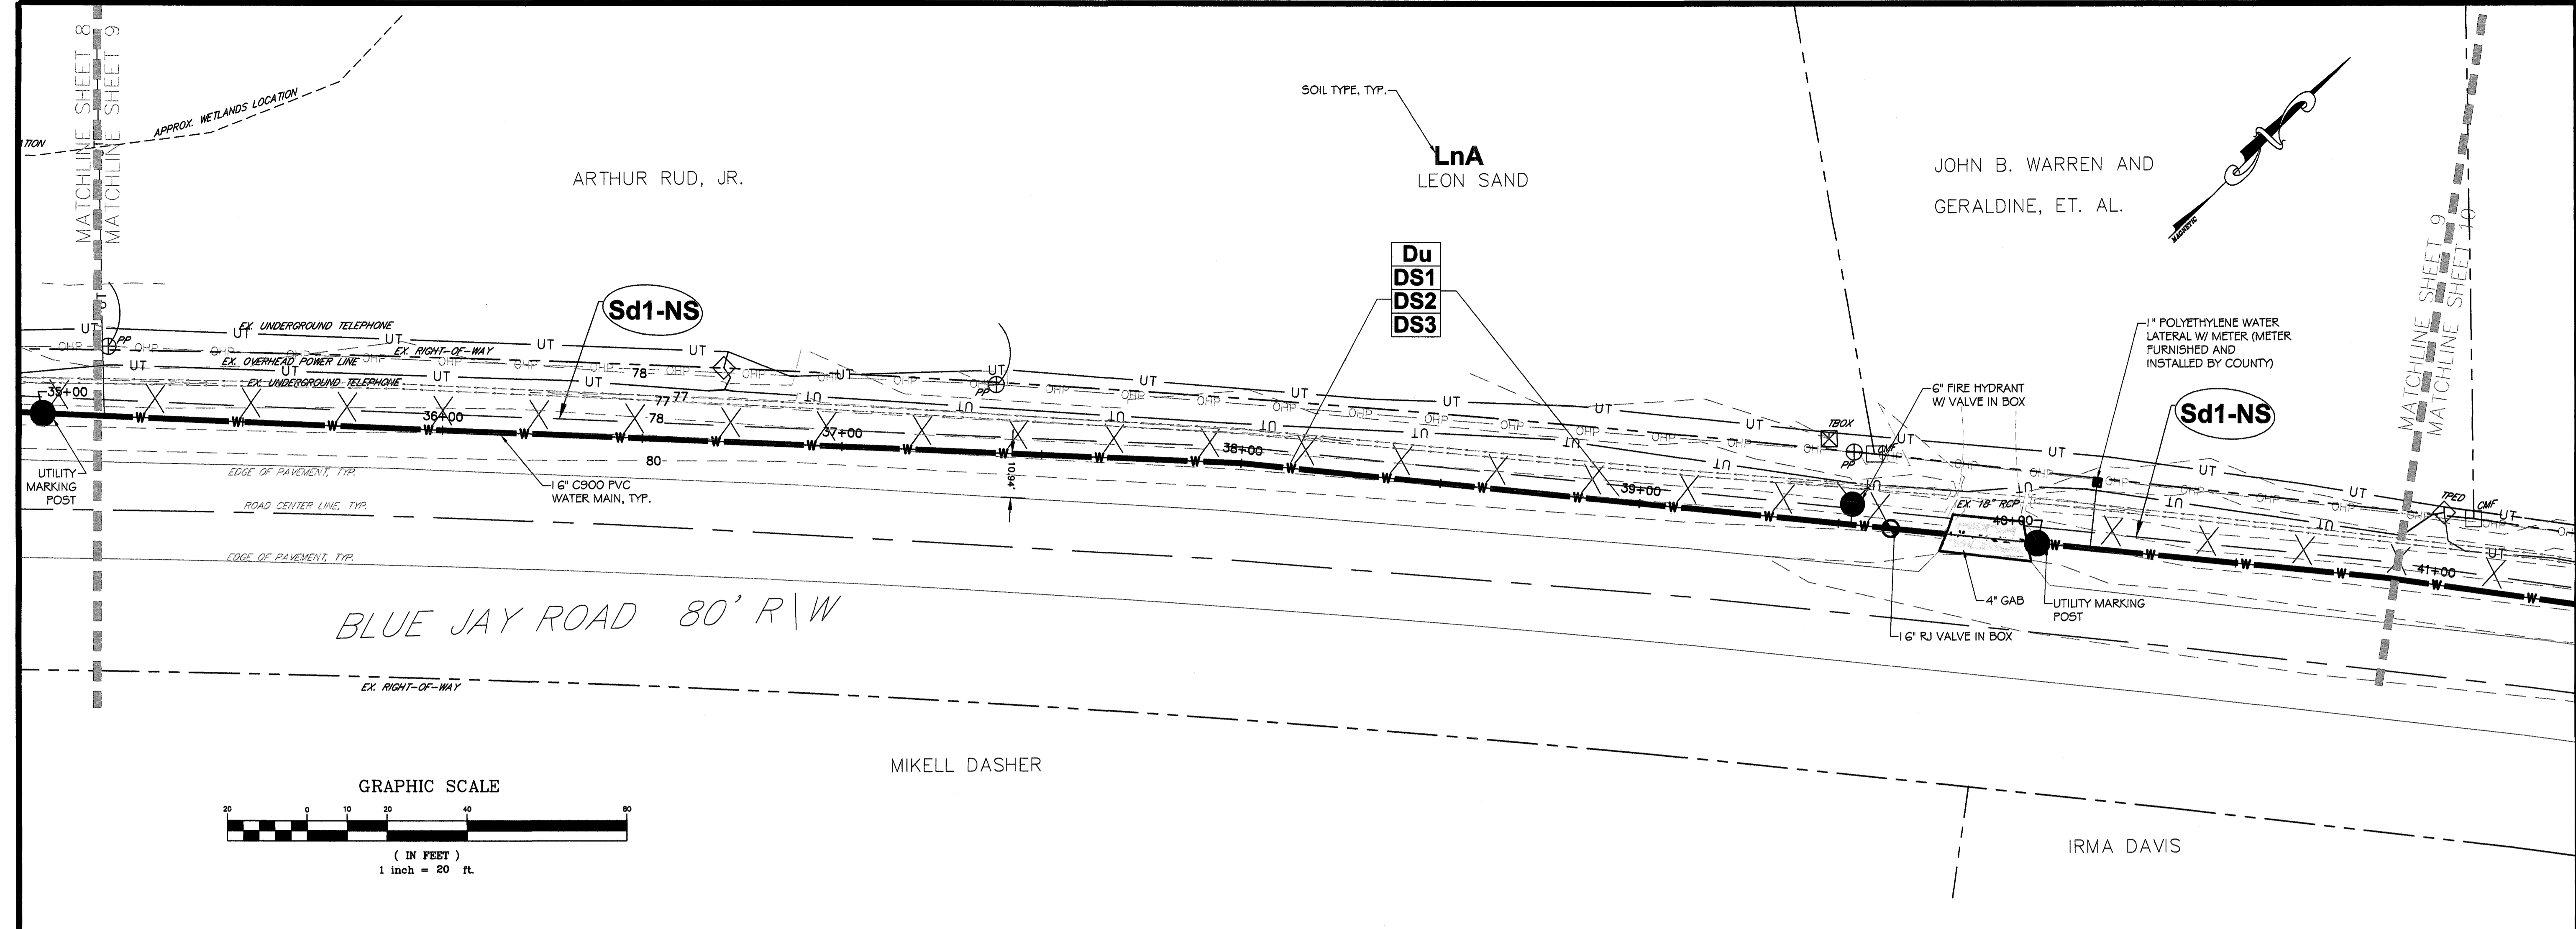 MATCHLINE SHEET 8
MATCHLINE SHEET 9
TION
APPROX. WETLANDS LOCATION
ARTHUR RUD, JR.
SOIL TYPE, TYP.
LnA
LEON SAND
JOHN B. WARREN AND
GERALDINE, ET. AL.
MAGNETIC
MATCHLINE SHEET 9
MATCHLINE SHEET 10
Du
DS1
DS2
DS3
Sd1-NS
1" POLYETHYLENE WATER
LATERAL W/ METER (METER
FURNISHED AND
INSTALLED BY COUNTY)
6" FIRE HYDRANT
W/ VALVE IN BOX
Sd1-NS
EX. UNDERGROUND TELEPHONE
EX. RIGHT-OF-WAY
EX. OVERHEAD POWER LINE
EX. UNDERGROUND TELEPHONE
UT
OHP
PP
W
78
77
77
78
80
35+00
36+00
37+00
38+00
39+00
40+00
41+00
PP
10.94'
TBOX
PP
CMF
EX. 18" RCP
TPED
CMF
UTILITY
MARKING
POST
EDGE OF PAVEMENT, TYP.
16" C900 PVC
WATER MAIN, TYP.
ROAD CENTER LINE, TYP.
EDGE OF PAVEMENT, TYP.
4" GAB
UTILITY MARKING
POST
16" RJ VALVE IN BOX
BLUE JAY ROAD 80' R\W
EX. RIGHT-OF-WAY
MIKELL DASHER
IRMA DAVIS
GRAPHIC SCALE
20 0 10 20 40 80
( IN FEET )
1 inch = 20 ft.